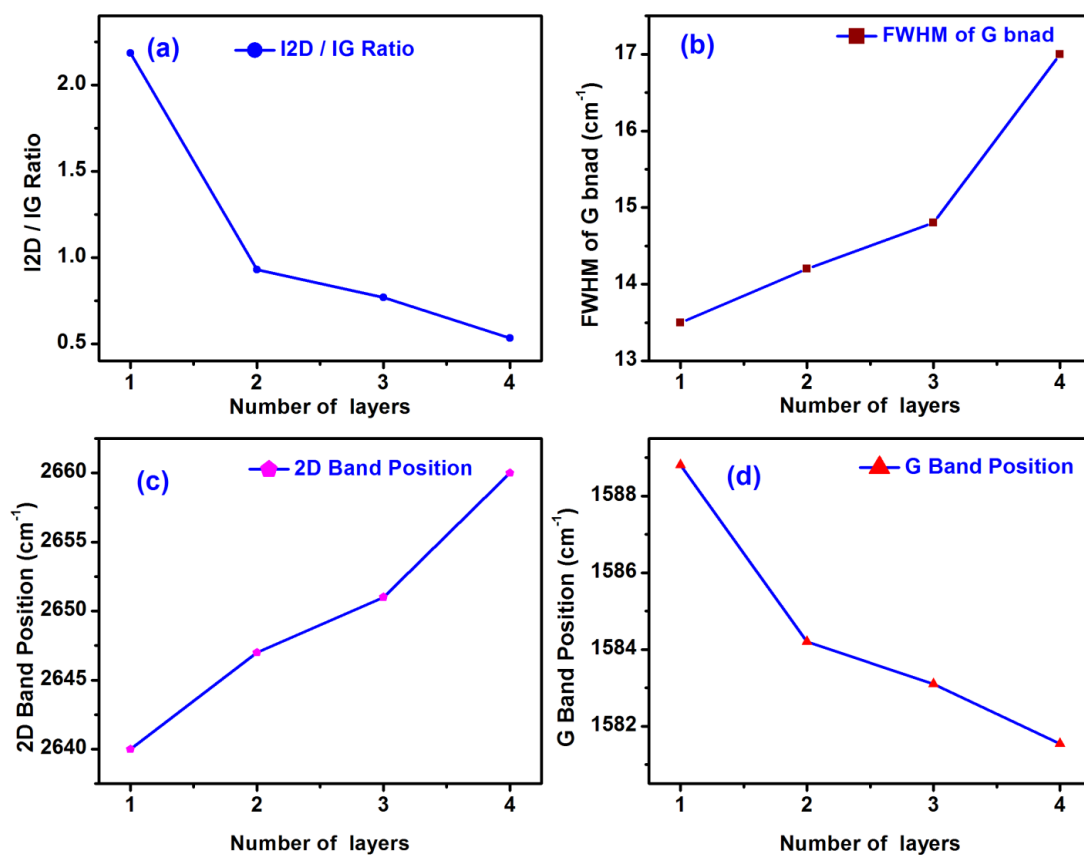 (a)
I2D / IG Ratio
I2D / IG Ratio
2.0
1.5
1.0
0.5
1 2 3 4
Number of layers
(b)
FWHM of G bnad
FWHM of G bnad (cm⁻¹)
17
16
15
14
13
1 2 3 4
Number of layers
(c)
2D Band Position
2D Band Position (cm⁻¹)
2660
2655
2650
2645
2640
1 2 3 4
Number of layers
(d)
G Band Position
G Band Position (cm⁻¹)
1588
1586
1584
1582
1 2 3 4
Number of layers